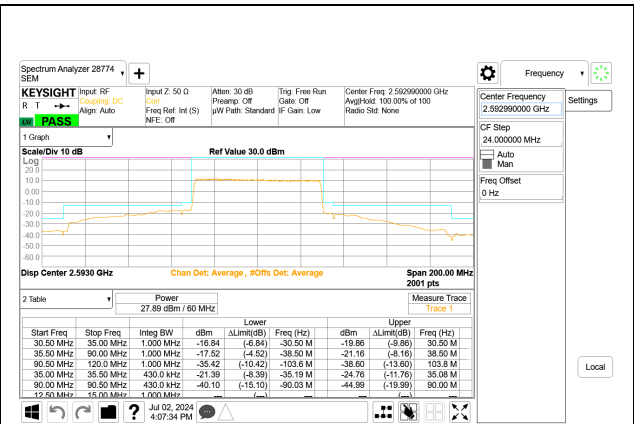 Spectrum Analyzer 28774
SEM
Frequency
KEYSIGHT
R T
PASS
Input: RF
Coupling: DC
Align: Auto
Input Z: 50 Ω
Corr
Freq Ref: Int (S)
NFE: Off
Atten: 30 dB
Preamp: Off
µW Path: Standard
Trig: Free Run
Gate: Off
IF Gain: Low
Center Freq: 2.592990000 GHz
Avg|Hold: 100.00% of 100
Radio Std: None
Center Frequency
2.592990000 GHz
Settings
CF Step
24.000000 MHz
Auto
Man
Freq Offset
0 Hz
Local
1 Graph
Scale/Div 10 dB
Ref Value 30.0 dBm
Log
20.0
10.0
0.00
-10.0
-20.0
-30.0
-40.0
-50.0
-60.0
Disp Center 2.5930 GHz
Chan Det: Average , #Offs Det: Average
Span 200.00 MHz
2001 pts
2 Table
Power
27.89 dBm / 60 MHz
Measure Trace
Trace 1
Lower Upper
Start Freq Stop Freq Integ BW dBm ΔLimit(dB) Freq (Hz) dBm ΔLimit(dB) Freq (Hz)
30.50 MHz 35.00 MHz 1.000 MHz -16.84 (-6.84) -30.50 M -19.86 (-9.86) 30.50 M
35.50 MHz 90.00 MHz 1.000 MHz -17.52 (-4.52) -38.50 M -21.16 (-8.16) 38.50 M
90.50 MHz 120.0 MHz 1.000 MHz -35.42 (-10.42) -103.6 M -38.60 (-13.60) 103.8 M
35.00 MHz 35.50 MHz 430.0 kHz -21.39 (-8.39) -35.19 M -24.76 (-11.76) 35.08 M
90.00 MHz 90.50 MHz 430.0 kHz -40.10 (-15.10) -90.03 M -44.99 (-19.99) 90.00 M
12.50 MHz 15.00 MHz 1.000 MHz --- (---) --- --- (---) ---
?
Jul 02, 2024
4:07:34 PM